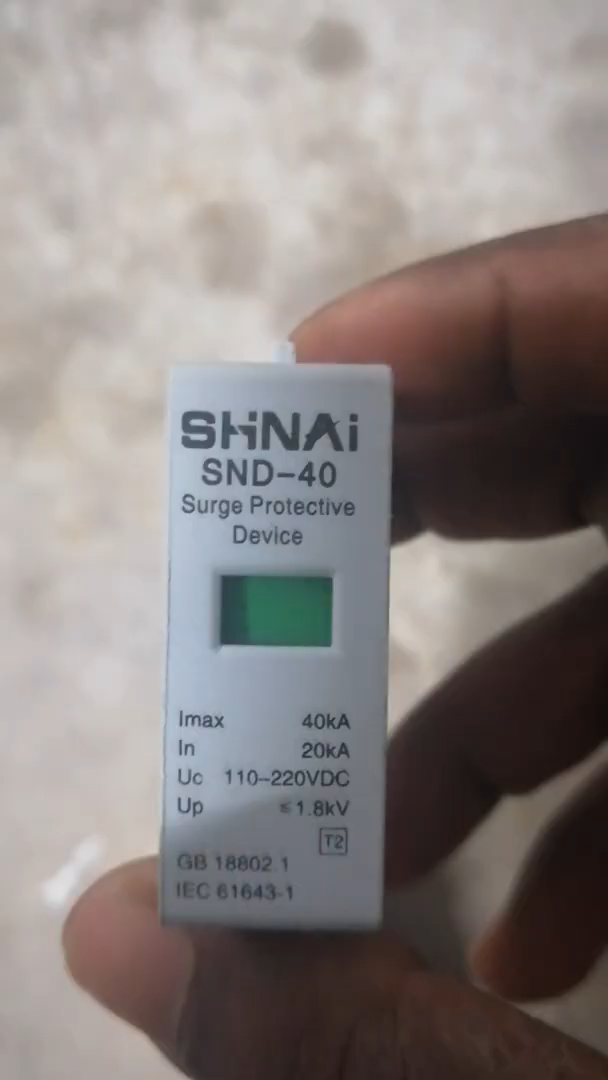 SHNAi
SND-40
Surge Protective
Device
Imax 40kA
In 20kA
Uc 110-220VDC
Up ≤1.8kV
T2
GB 18802.1
IEC 61643-1